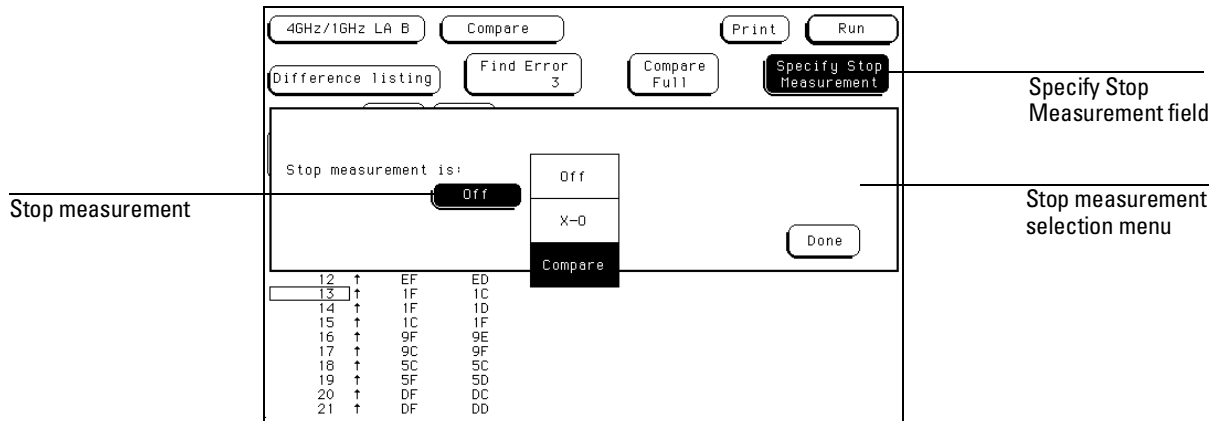 4GHz/1GHz LA B Compare Print Run
Difference listing Find Error 3 Compare Full Specify Stop Measurement
Specify Stop
Measurement field
Stop measurement is: Off
Off
X-O
Compare
Done
Stop measurement
Stop measurement
selection menu
12 ↑ EF ED
13 ↑ 1F 1C
14 ↑ 1F 1D
15 ↑ 1C 1F
16 ↑ 9F 9E
17 ↑ 9C 9F
18 ↑ 5C 5C
19 ↑ 5F 5D
20 ↑ DF DC
21 ↑ DF DD